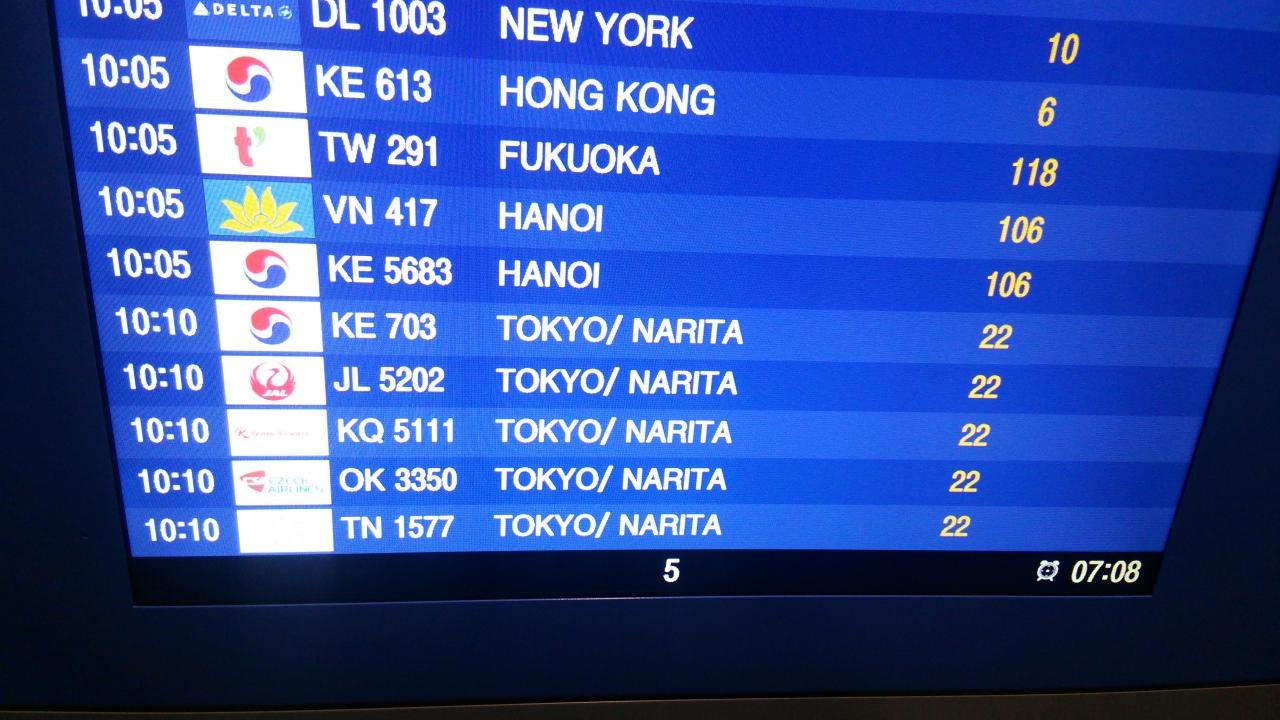 10:05 DELTA DL 1003 NEW YORK 10
10:05 KE 613 HONG KONG 6
10:05 t' TW 291 FUKUOKA 118
10:05 VN 417 HANOI 106
10:05 KE 5683 HANOI 106
10:10 KE 703 TOKYO/ NARITA 22
10:10 JAL JL 5202 TOKYO/ NARITA 22
10:10 Kenya Airways KQ 5111 TOKYO/ NARITA 22
10:10 CZECH AIRLINES OK 3350 TOKYO/ NARITA 22
10:10 TN 1577 TOKYO/ NARITA 22
5 07:08